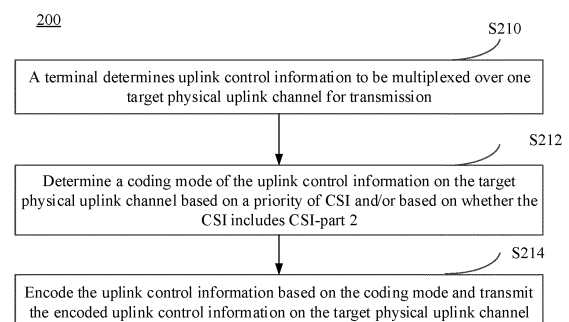 200
S210
A terminal determines uplink control information to be multiplexed over one
target physical uplink channel for transmission
S212
Determine a coding mode of the uplink control information on the target
physical uplink channel based on a priority of CSI and/or based on whether the
CSI includes CSI-part 2
S214
Encode the uplink control information based on the coding mode and transmit
the encoded uplink control information on the target physical uplink channel